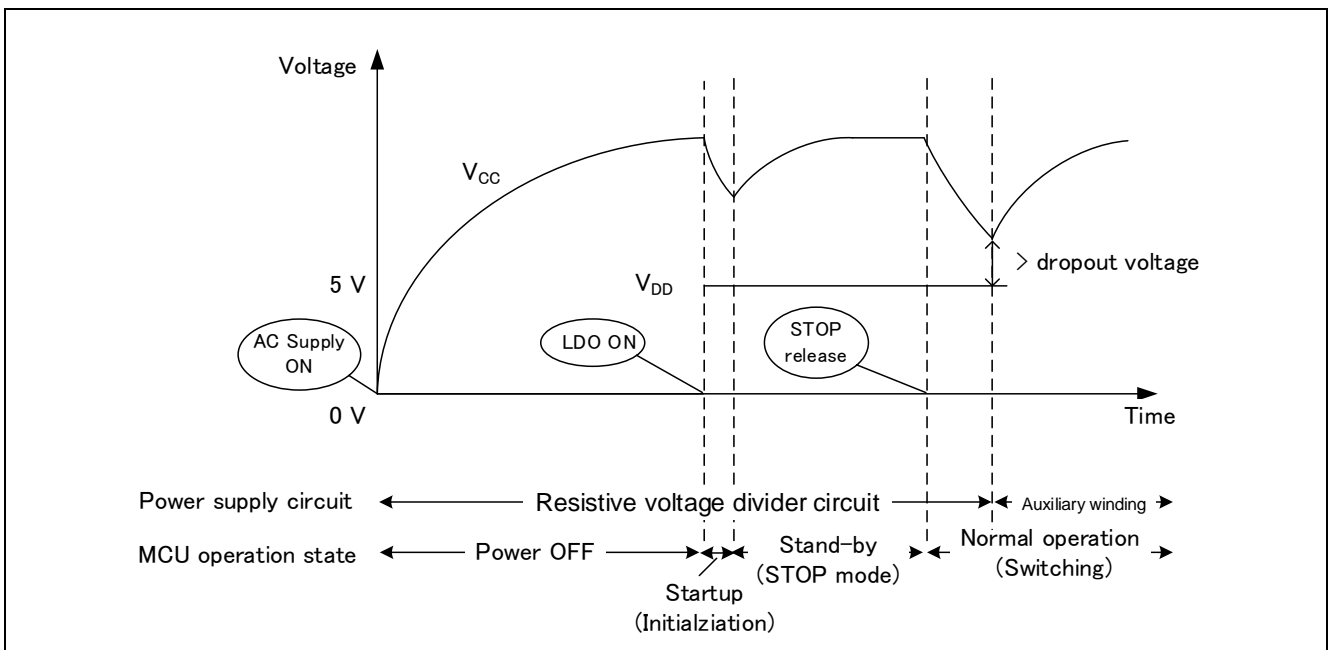 Voltage
VCC
5 V
VDD
> dropout voltage
AC Supply
ON
LDO ON
STOP
release
0 V
Time
Power supply circuit
Resistive voltage divider circuit
Auxiliary winding
MCU operation state
Power OFF
Startup
(Initialziation)
Stand-by
(STOP mode)
Normal operation
(Switching)